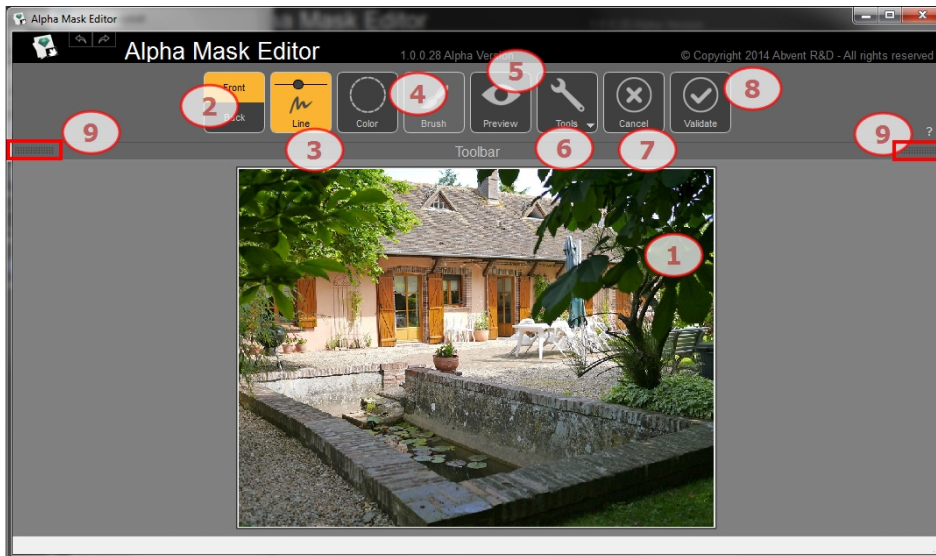 Alpha Mask Editor
Alpha Mask Editor
1.0.0.28 Alpha Version
© Copyright 2014 Abvent R&D - All rights reserved
5
8
Front
2
4
Back
Line
Color
Brush
Preview
Tools
Cancel
Validate
9
9
?
3
6
7
Toolbar
1